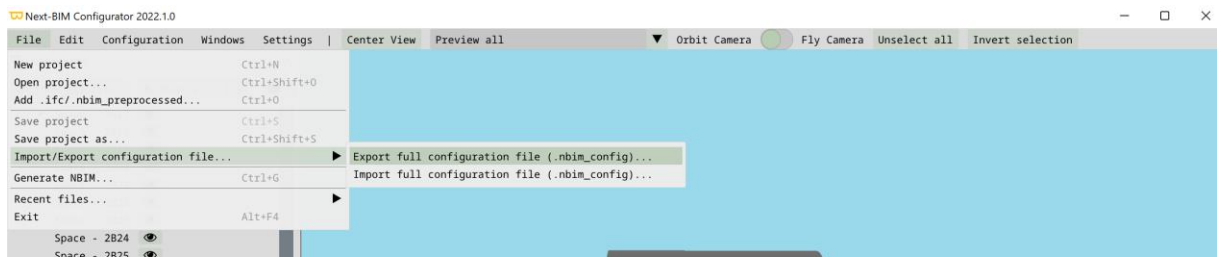 Next-BIM Configurator 2022.1.0
File Edit Configuration Windows Settings | Center View Preview all Orbit Camera Fly Camera Unselect all Invert selection
New project Ctrl+N
Open project... Ctrl+Shift+O
Add .ifc/.nbim_preprocessed... Ctrl+O
Save project Ctrl+S
Save project as... Ctrl+Shift+S
Import/Export configuration file... Export full configuration file (.nbim_config)...
Import full configuration file (.nbim_config)...
Generate NBIM... Ctrl+G
Recent files...
Exit Alt+F4
Space - 2B24
Space - 2B25